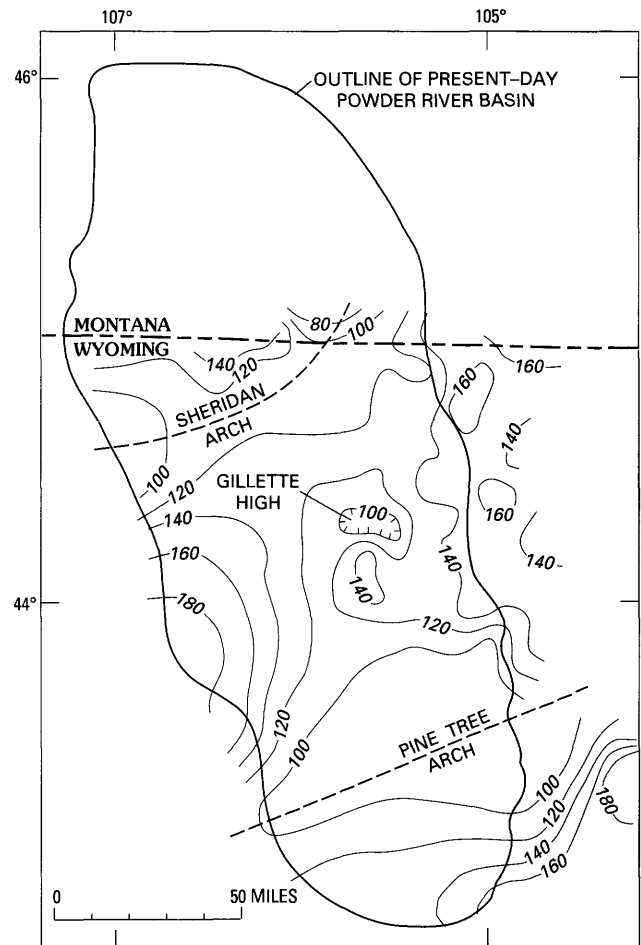 107°
105°
46°
OUTLINE OF PRESENT–DAY
POWDER RIVER BASIN
MONTANA
WYOMING
80
100
140
120
160
160
SHERIDAN
ARCH
140
100
120
GILLETTE
HIGH
100
160
140
140
160
140
140
180
44°
120
120
100
PINE TREE
ARCH
100
120
180
140
160
0
50 MILES